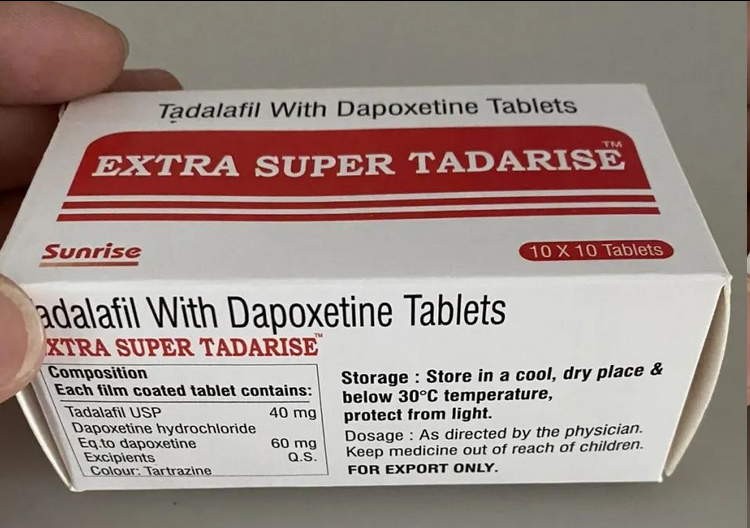 Tadalafil With Dapoxetine Tablets
EXTRA SUPER TADARISE™
Sunrise
10 X 10 Tablets
adalafil With Dapoxetine Tablets
XTRA SUPER TADARISE™
Composition
Each film coated tablet contains:
Tadalafil USP 40 mg
Dapoxetine hydrochloride
Eq.to dapoxetine 60 mg
Excipients Q.S.
Colour: Tartrazine
Storage : Store in a cool, dry place &
below 30°C temperature,
protect from light.
Dosage : As directed by the physician.
Keep medicine out of reach of children.
FOR EXPORT ONLY.